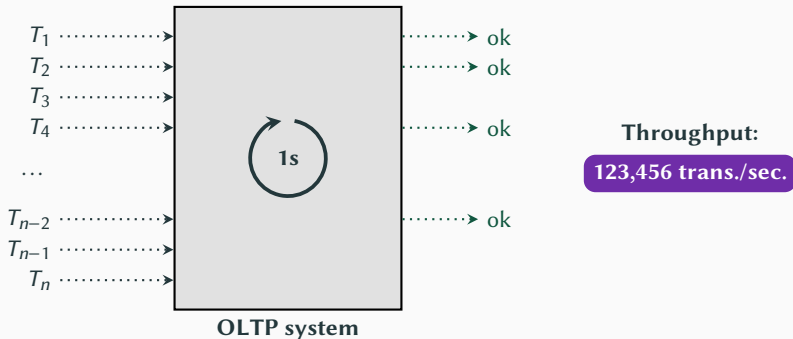 T₁ ok
T₂ ok
T₃
T₄ ok
1s
...
Tₙ₋₂ ok
Tₙ₋₁
Tₙ
OLTP system
Throughput:
123,456 trans./sec.